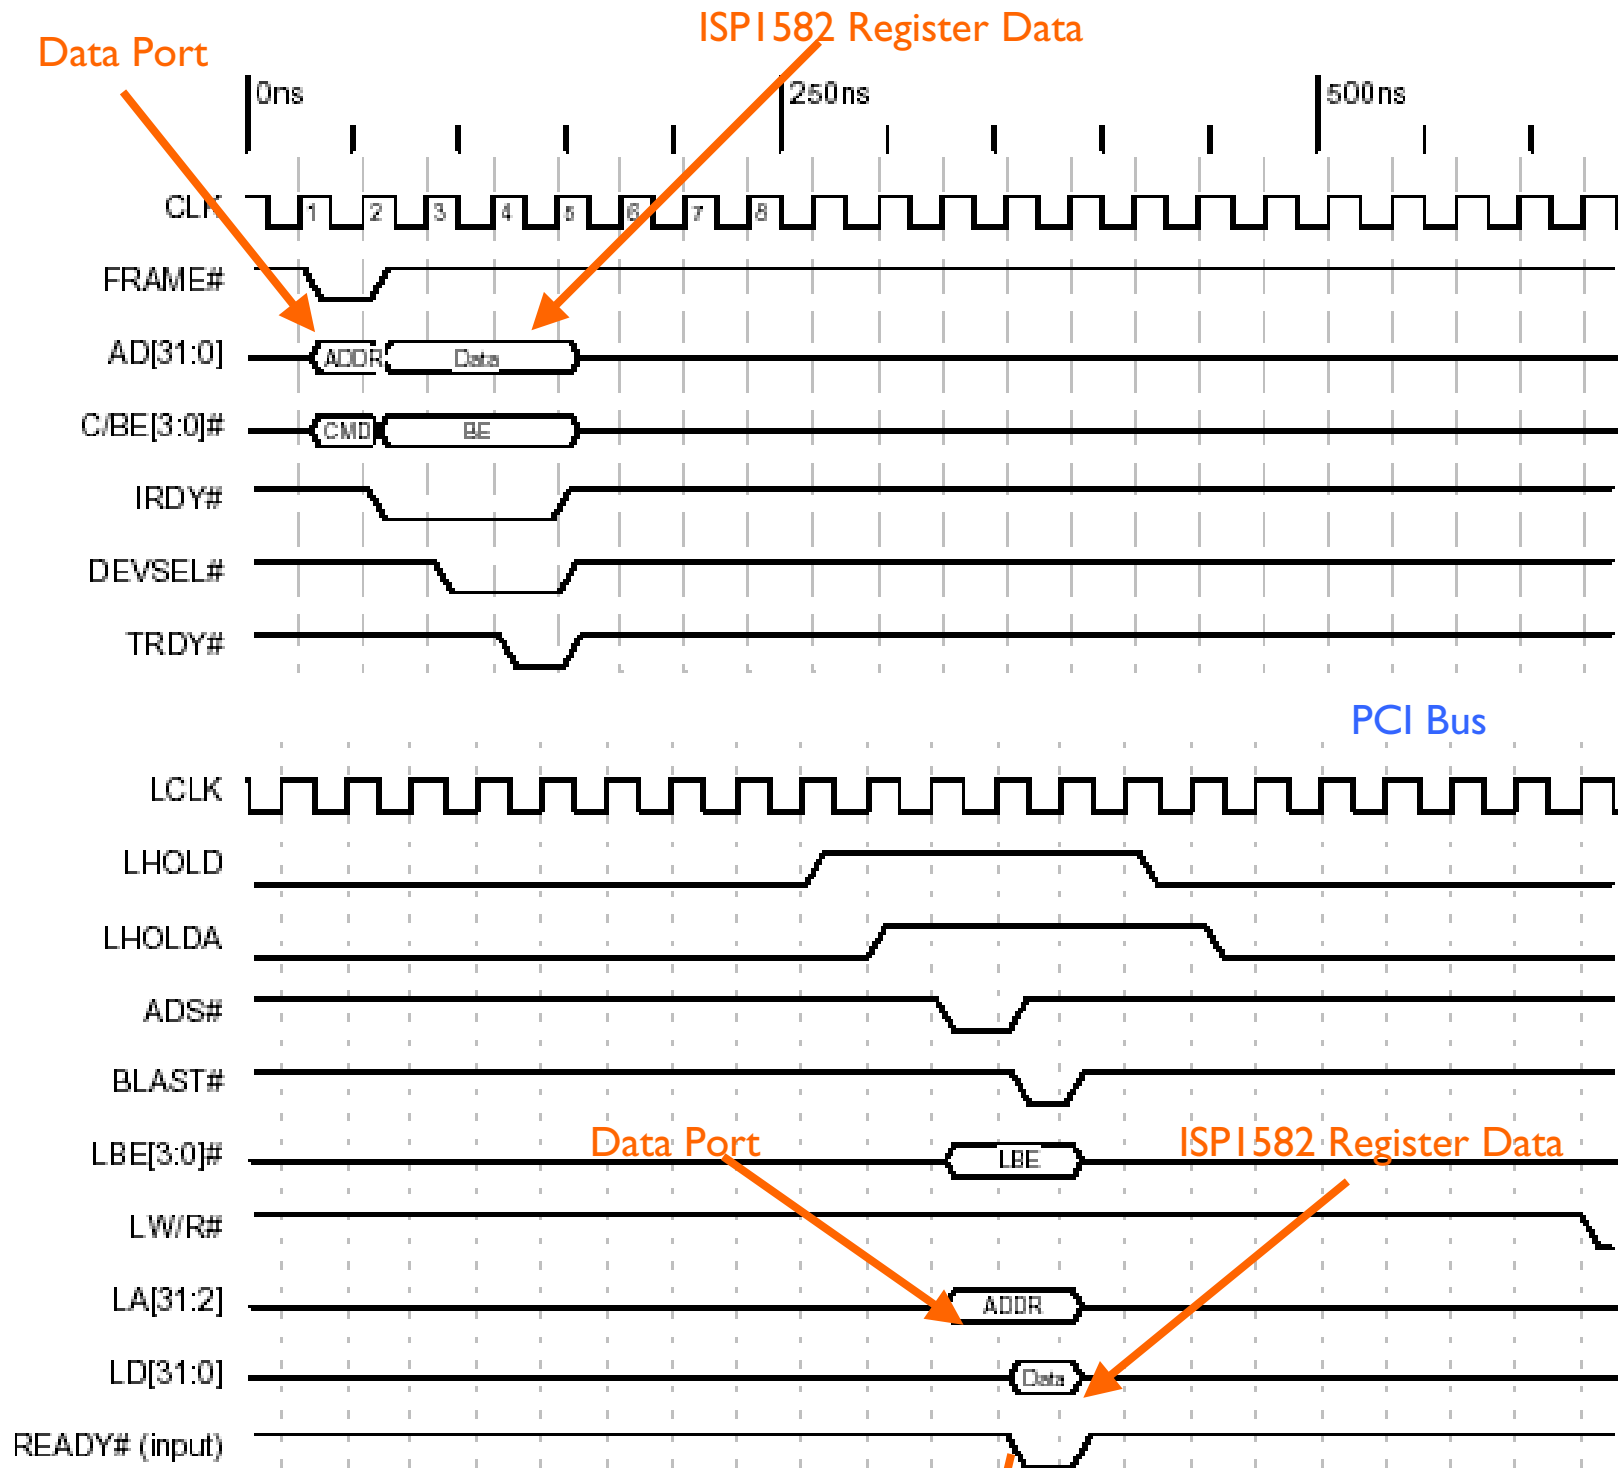 ISP1582 Register Data
Data Port
0ns 250ns 500ns
CLK 1 2 3 4 5 6 7 8
FRAME#
AD[31:0] ADDR Data
C/BE[3:0]# CMD BE
IRDY#
DEVSEL#
TRDY#
PCI Bus
LCLK
LHOLD
LHOLDA
ADS#
BLAST#
Data Port ISP1582 Register Data
LBE[3:0]# LBE
LW/R#
LA[31:2] ADDR
LD[31:0] Data
READY# (input)